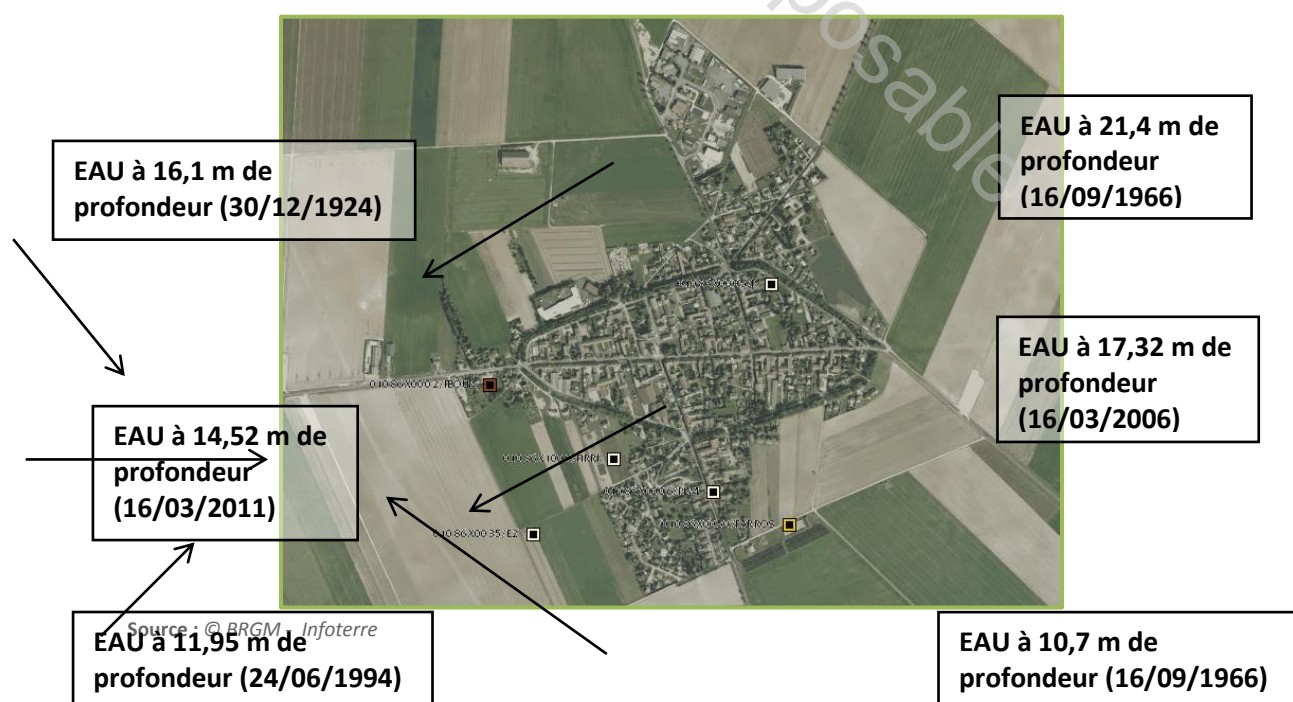 posable
EAU à 21,4 m de
profondeur
(16/09/1966)
EAU à 16,1 m de
profondeur (30/12/1924)
EAU à 17,32 m de
profondeur
(16/03/2006)
EAU à 14,52 m de
profondeur
(16/03/2011)
Source : © BRGM - Infoterre
EAU à 11,95 m de
profondeur (24/06/1994)
EAU à 10,7 m de
profondeur (16/09/1966)